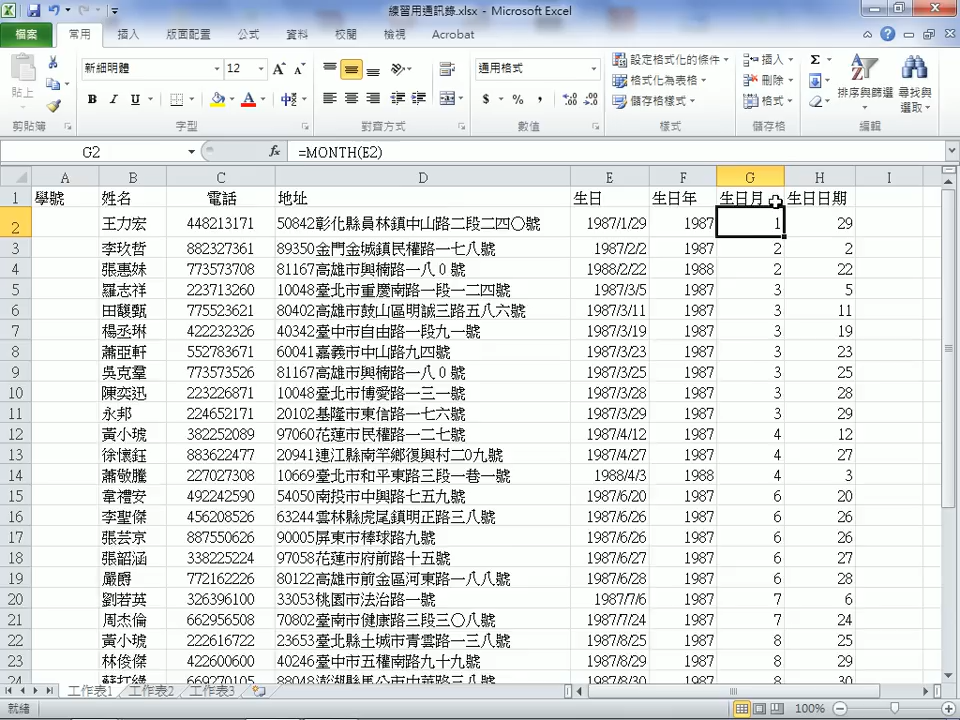 練習用通訊錄.xlsx - Microsoft Excel
檔案 常用 插入 版面配置 公式 資料 校閱 檢視 Acrobat
貼上 新細明體 12 通用格式 設定格式化的條件 插入
格式化為表格 刪除 排序與篩選 尋找與選取
B I U $ % , 儲存格樣式 格式
剪貼簿 字型 對齊方式 數值 樣式 儲存格 編輯
G2 fx =MONTH(E2)
A B C D E F G H I
1 學號 姓名 電話 地址 生日 生日年 生日月 生日日期
2 王力宏 448213171 50842彰化縣員林鎮中山路二段二四〇號 1987/1/29 1987 1 29
3 李玖哲 882327361 89350金門金城鎮民權路一七八號 1987/2/2 1987 2 2
4 張惠妹 773573708 81167高雄市興楠路一八０號 1988/2/22 1988 2 22
5 羅志祥 223713260 10048臺北市重慶南路一段一二四號 1987/3/5 1987 3 5
6 田馥甄 775523621 80402高雄市鼓山區明誠三路五八六號 1987/3/11 1987 3 11
7 楊丞琳 422232326 40342臺中市自由路一段九一號 1987/3/19 1987 3 19
8 蕭亞軒 552783671 60041嘉義市中山路九四號 1987/3/23 1987 3 23
9 吳克羣 773573526 81167高雄市興楠路一八０號 1987/3/25 1987 3 25
10 陳奕迅 223226871 10048臺北市博愛路一三一號 1987/3/28 1987 3 28
11 永邦 224652171 20102基隆市東信路一七六號 1987/3/29 1987 3 29
12 黃小琥 382252089 97060花蓮市民權路一二七號 1987/4/12 1987 4 12
13 徐懷鈺 883622477 20941連江縣南竿鄉復興村二0九號 1987/4/27 1987 4 27
14 蕭敬騰 227027308 10669臺北市和平東路三段一巷一號 1988/4/3 1988 4 3
15 韋禮安 492242590 54050南投市中興路七五九號 1987/6/20 1987 6 20
16 李聖傑 456208526 63244雲林縣虎尾鎮明正路三八號 1987/6/26 1987 6 26
17 張芸京 887550626 90005屏東市棒球路九號 1987/6/26 1987 6 26
18 張韶涵 338225224 97058花蓮市府前路十五號 1987/6/27 1987 6 27
19 嚴爵 772162226 80122高雄市前金區河東路一八八號 1987/6/28 1987 6 28
20 劉若英 326396100 33053桃園市法治路一號 1987/7/6 1987 7 6
21 周杰倫 662956508 70802臺南市健康路三段三〇八號 1987/7/24 1987 7 24
22 黃小琥 222616722 23653臺北縣土城市青雲路一三八號 1987/8/25 1987 8 25
23 林俊傑 422600600 40246臺中市五權南路九十九號 1987/8/29 1987 8 29
24 蘇打綠 669270105 88048澎湖縣馬公市中華路三八號 1987/8/30 1987 8 30
工作表1 工作表2 工作表3
就緒 100%